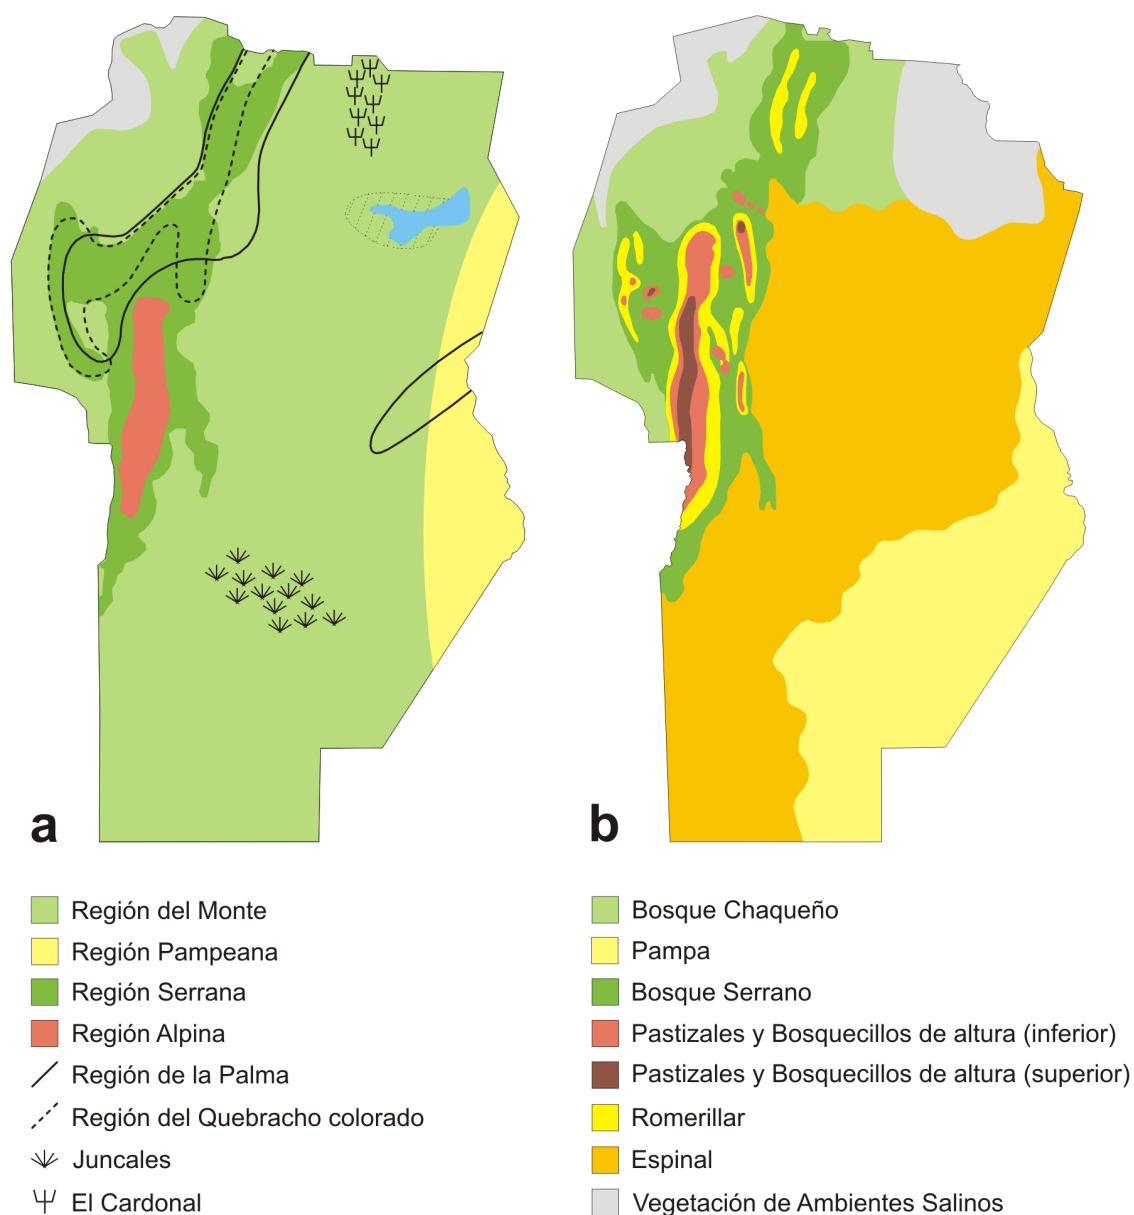 a
b
Región del Monte
Región Pampeana
Región Serrana
Región Alpina
Región de la Palma
Región del Quebracho colorado
Juncales
El Cardonal
Bosque Chaqueño
Pampa
Bosque Serrano
Pastizales y Bosquecillos de altura (inferior)
Pastizales y Bosquecillos de altura (superior)
Romerillar
Espinal
Vegetación de Ambientes Salinos